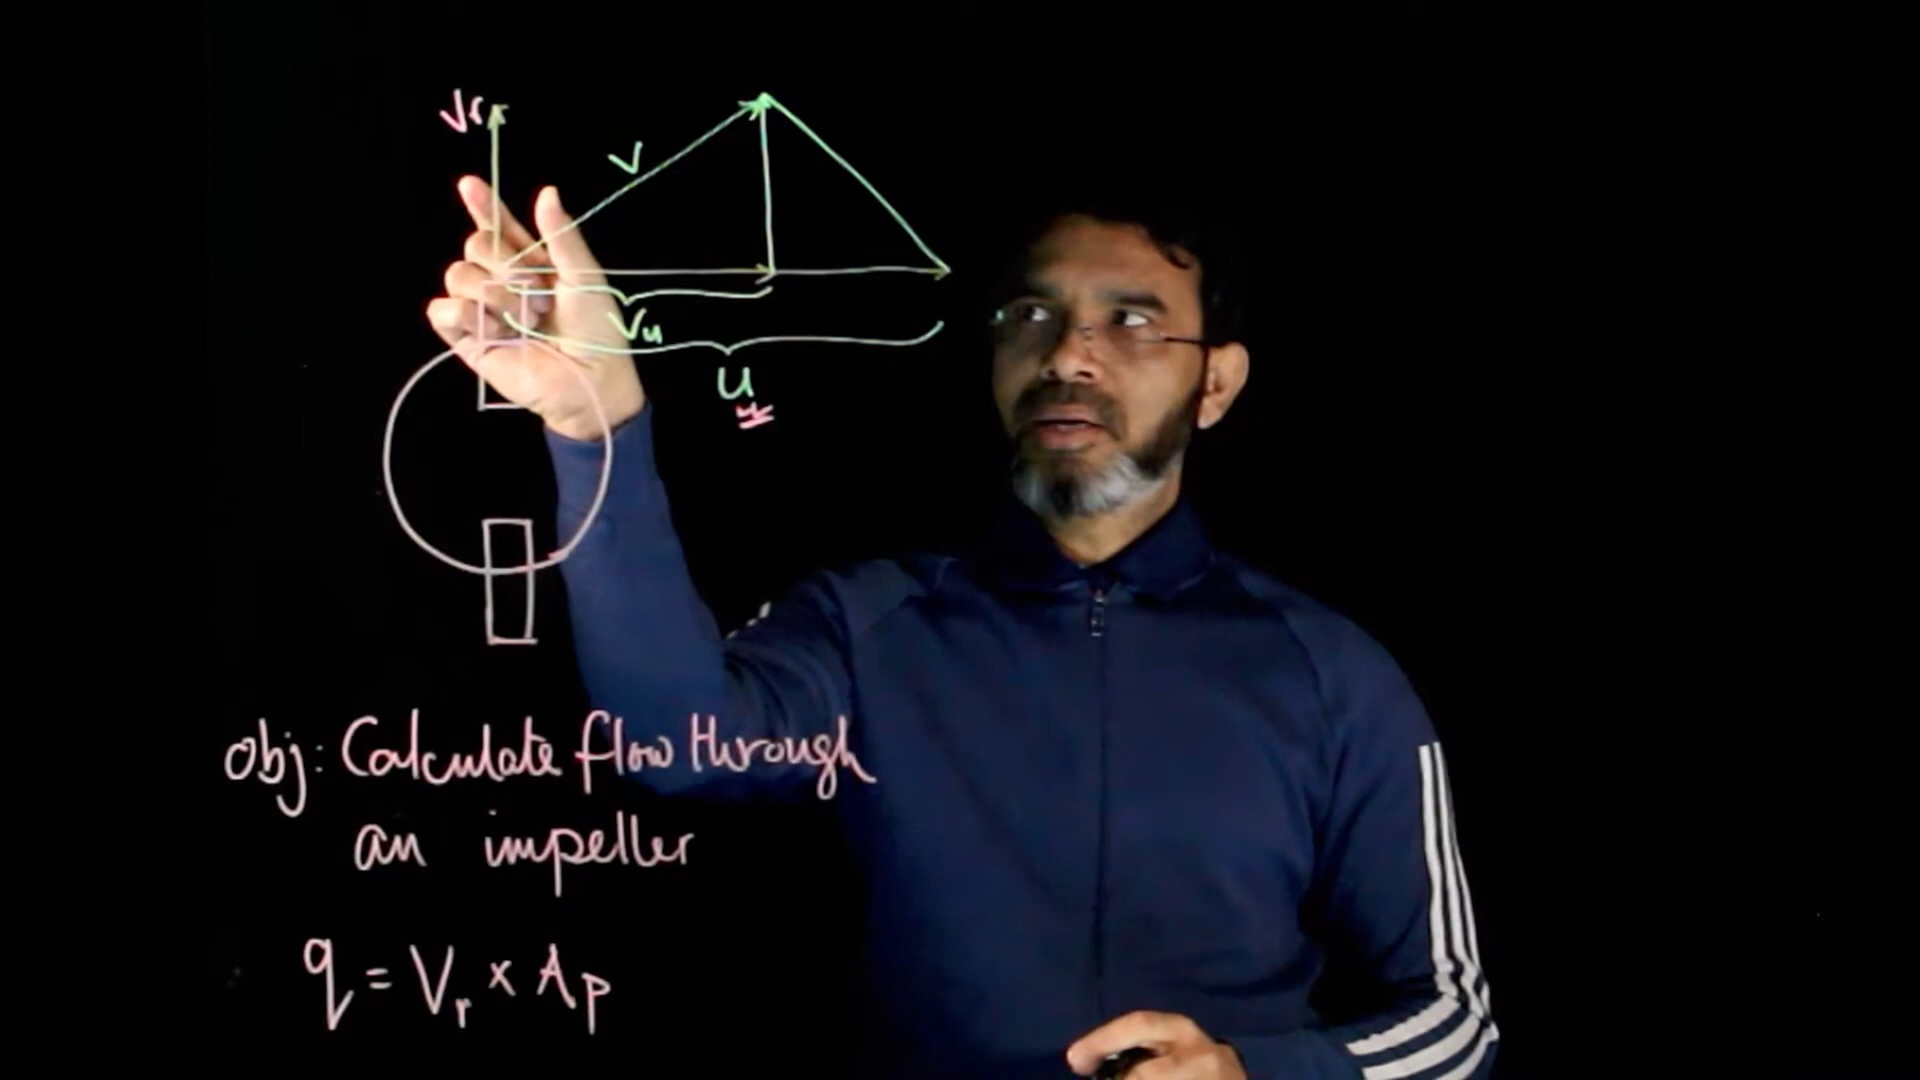 Vr
V
Vu
u
Obj: Calculate flow through
an impeller
q = Vr × Ap